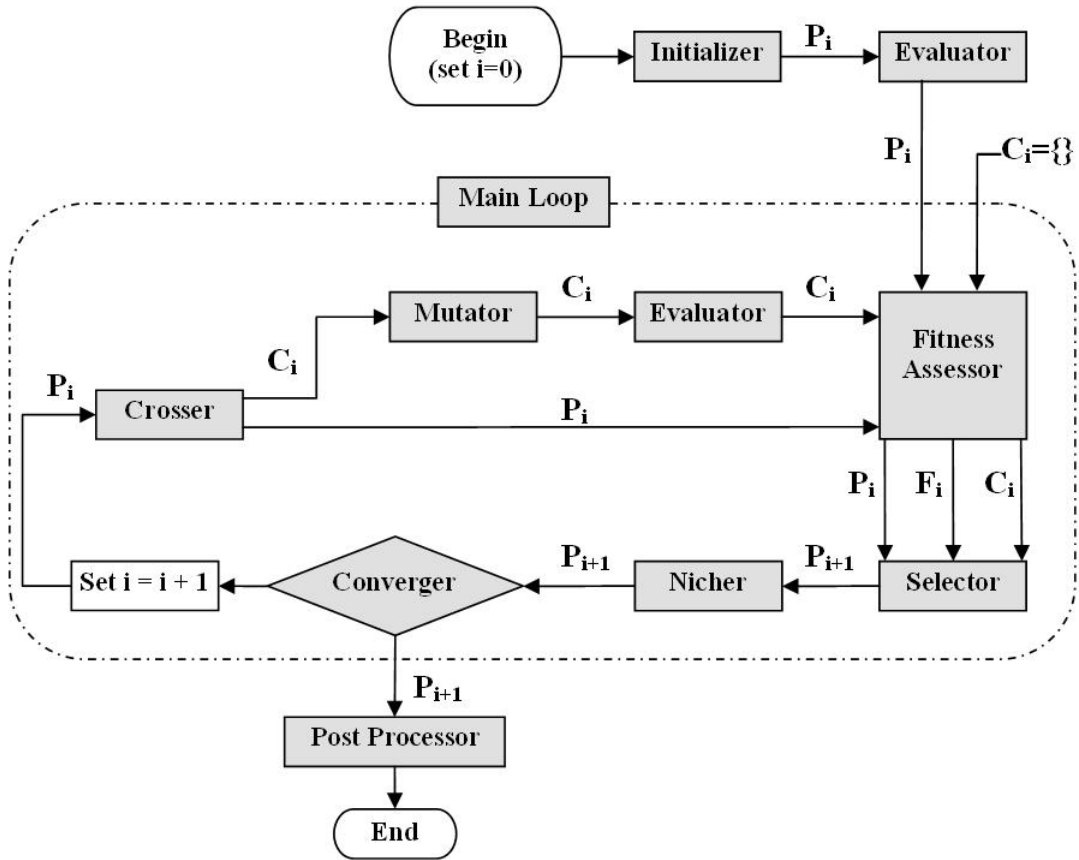 Begin
(set i=0)
Initializer
Pᵢ
Evaluator
Pᵢ
Cᵢ={}
Main Loop
Mutator
Cᵢ
Evaluator
Cᵢ
Fitness
Assessor
Cᵢ
Pᵢ
Crosser
Pᵢ
Pᵢ
Fᵢ
Cᵢ
Set i = i + 1
Converger
Pᵢ₊₁
Nicher
Pᵢ₊₁
Selector
Pᵢ₊₁
Post Processor
End